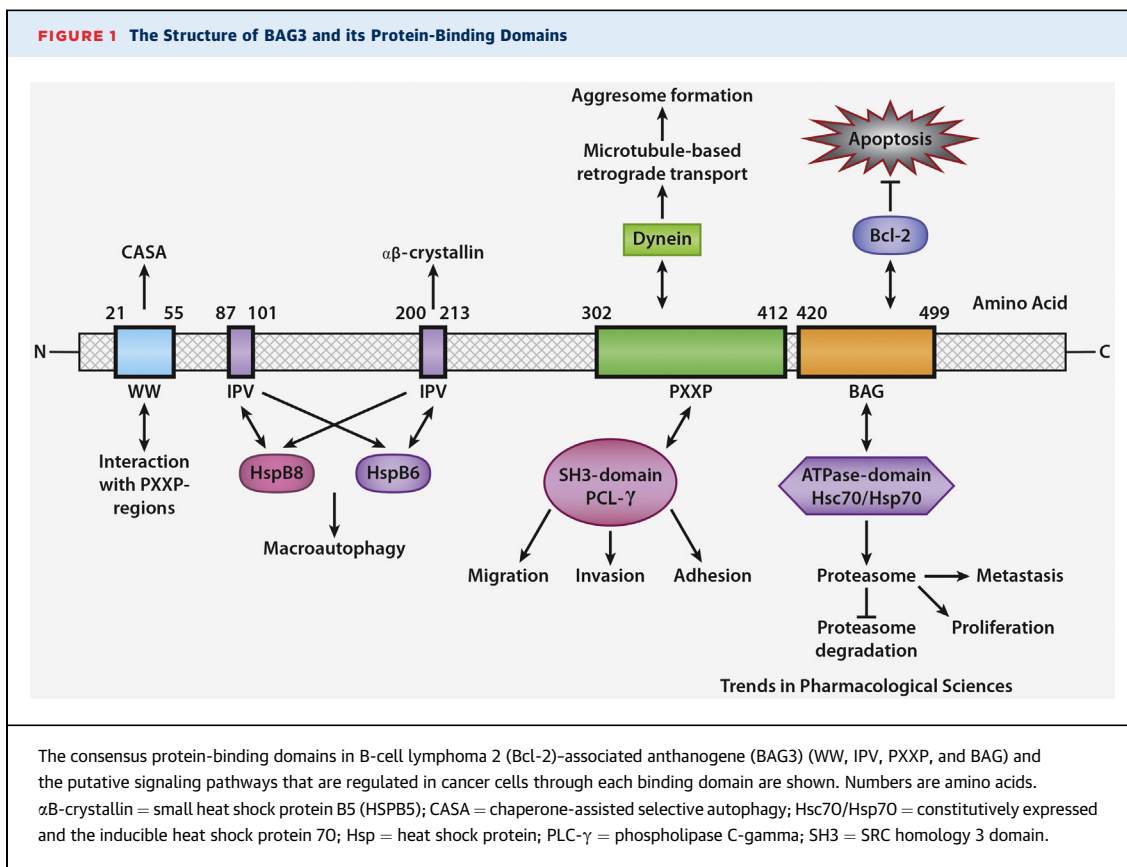 FIGURE 1 The Structure of BAG3 and its Protein-Binding Domains
Aggresome formation
Microtubule-based
retrograde transport
Apoptosis
Dynein
Bcl-2
CASA
αβ-crystallin
Amino Acid
21 55 87 101 200 213 302 412 420 499
N
C
WW
IPV
IPV
PXXP
BAG
Interaction
with PXXP-
regions
HspB8
HspB6
Macroautophagy
SH3-domain
PCL-γ
Migration
Invasion
Adhesion
ATPase-domain
Hsc70/Hsp70
Proteasome
Metastasis
Proteasome
degradation
Proliferation
Trends in Pharmacological Sciences
The consensus protein-binding domains in B-cell lymphoma 2 (Bcl-2)-associated anthanogene (BAG3) (WW, IPV, PXXP, and BAG) and
the putative signaling pathways that are regulated in cancer cells through each binding domain are shown. Numbers are amino acids.
αB-crystallin = small heat shock protein B5 (HSPB5); CASA = chaperone-assisted selective autophagy; Hsc70/Hsp70 = constitutively expressed
and the inducible heat shock protein 70; Hsp = heat shock protein; PLC-γ = phospholipase C-gamma; SH3 = SRC homology 3 domain.